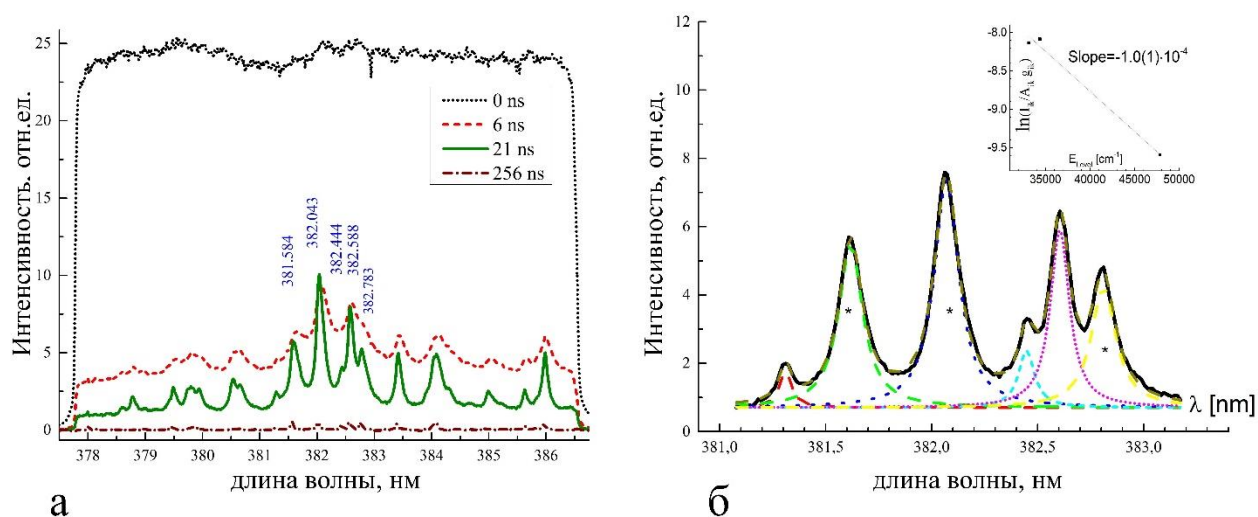 25
20
15
10
5
0
Интенсивность. отн.ед.
0 ns
6 ns
21 ns
256 ns
381.584
382.043
382.444
382.588
382.783
378 379 380 381 382 383 384 385 386
длина волны, нм
а
12
10
8
6
4
2
0
Интенсивность, отн.ед.
-8.0
-8.5
-9.0
-9.5
Slope=-1.0(1)·10⁻⁴
E_Level [cm⁻¹]
35000 40000 45000 50000
*
*
*
λ [nm]
381,0 381,5 382,0 382,5 383,0
длина волны, нм
б